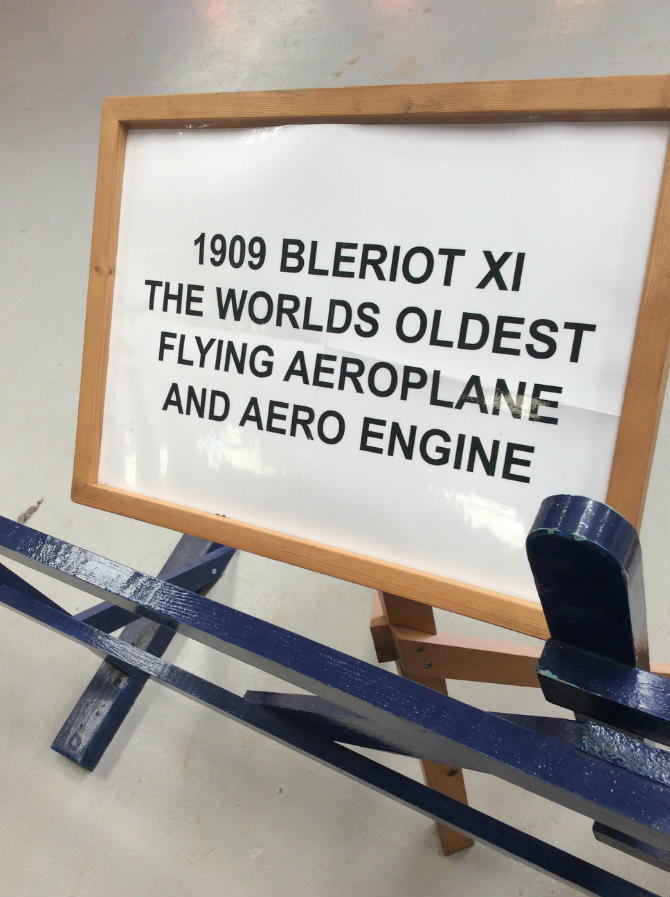 1909 BLERIOT XI
THE WORLDS OLDEST
FLYING AEROPLANE
AND AERO ENGINE